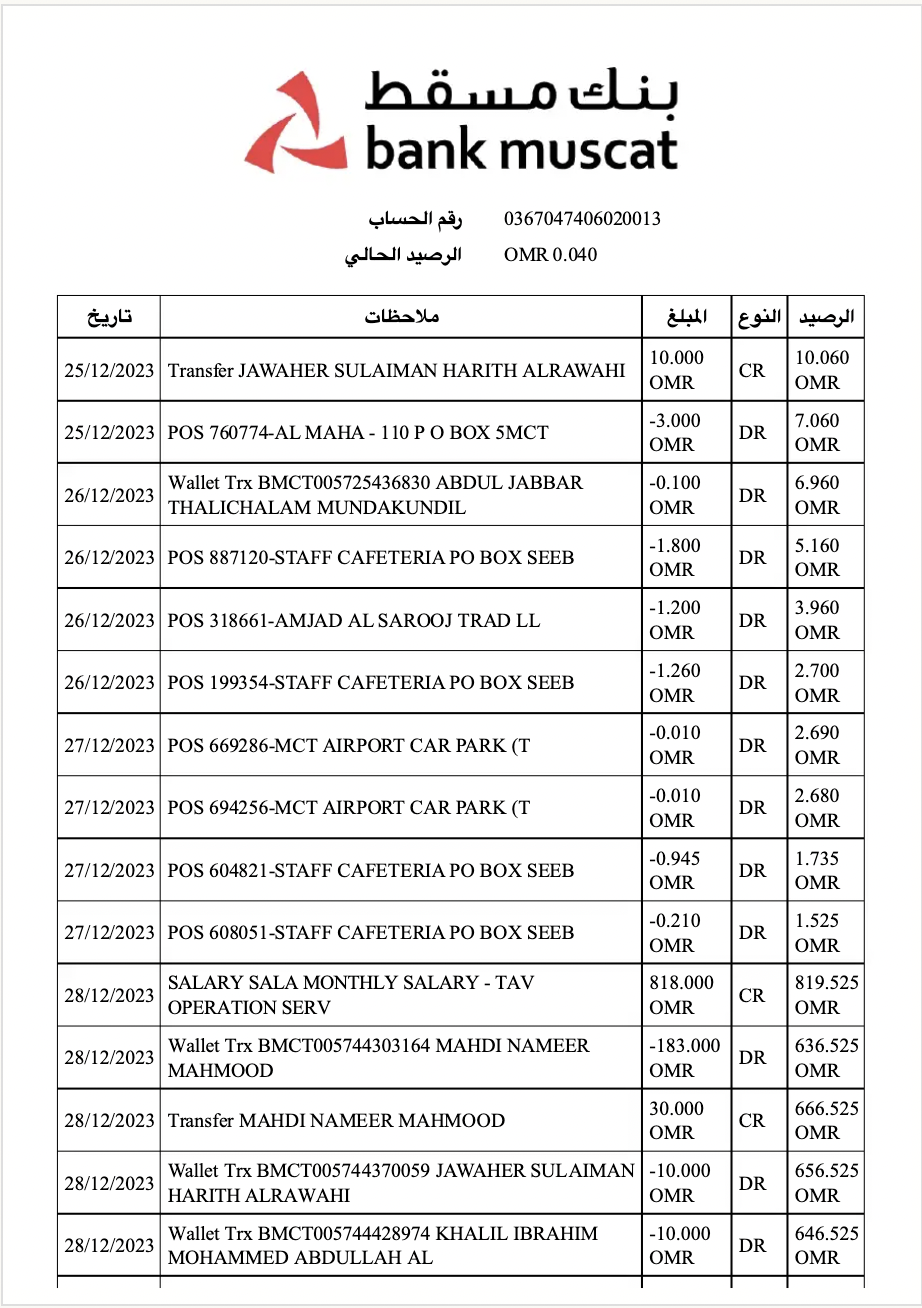 بنك مسقط
bank muscat
رقم الحساب 0367047406020013
الرصيد الحالي OMR 0.040
تاريخ ملاحظات المبلغ النوع الرصيد
25/12/2023 Transfer JAWAHER SULAIMAN HARITH ALRAWAHI 10.000 OMR CR 10.060 OMR
25/12/2023 POS 760774-AL MAHA - 110 P O BOX 5MCT -3.000 OMR DR 7.060 OMR
26/12/2023 Wallet Trx BMCT005725436830 ABDUL JABBAR THALICHALAM MUNDAKUNDIL -0.100 OMR DR 6.960 OMR
26/12/2023 POS 887120-STAFF CAFETERIA PO BOX SEEB -1.800 OMR DR 5.160 OMR
26/12/2023 POS 318661-AMJAD AL SAROOJ TRAD LL -1.200 OMR DR 3.960 OMR
26/12/2023 POS 199354-STAFF CAFETERIA PO BOX SEEB -1.260 OMR DR 2.700 OMR
27/12/2023 POS 669286-MCT AIRPORT CAR PARK (T -0.010 OMR DR 2.690 OMR
27/12/2023 POS 694256-MCT AIRPORT CAR PARK (T -0.010 OMR DR 2.680 OMR
27/12/2023 POS 604821-STAFF CAFETERIA PO BOX SEEB -0.945 OMR DR 1.735 OMR
27/12/2023 POS 608051-STAFF CAFETERIA PO BOX SEEB -0.210 OMR DR 1.525 OMR
28/12/2023 SALARY SALA MONTHLY SALARY - TAV OPERATION SERV 818.000 OMR CR 819.525 OMR
28/12/2023 Wallet Trx BMCT005744303164 MAHDI NAMEER MAHMOOD -183.000 OMR DR 636.525 OMR
28/12/2023 Transfer MAHDI NAMEER MAHMOOD 30.000 OMR CR 666.525 OMR
28/12/2023 Wallet Trx BMCT005744370059 JAWAHER SULAIMAN HARITH ALRAWAHI -10.000 OMR DR 656.525 OMR
28/12/2023 Wallet Trx BMCT005744428974 KHALIL IBRAHIM MOHAMMED ABDULLAH AL -10.000 OMR DR 646.525 OMR